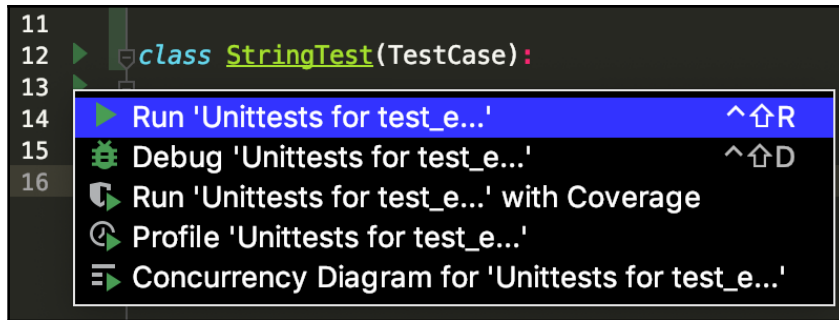 11
12 class StringTest(TestCase):
13
14 Run 'Unittests for test_e...' ^⇧R
15 Debug 'Unittests for test_e...' ^⇧D
16 Run 'Unittests for test_e...' with Coverage
Profile 'Unittests for test_e...'
Concurrency Diagram for 'Unittests for test_e...'